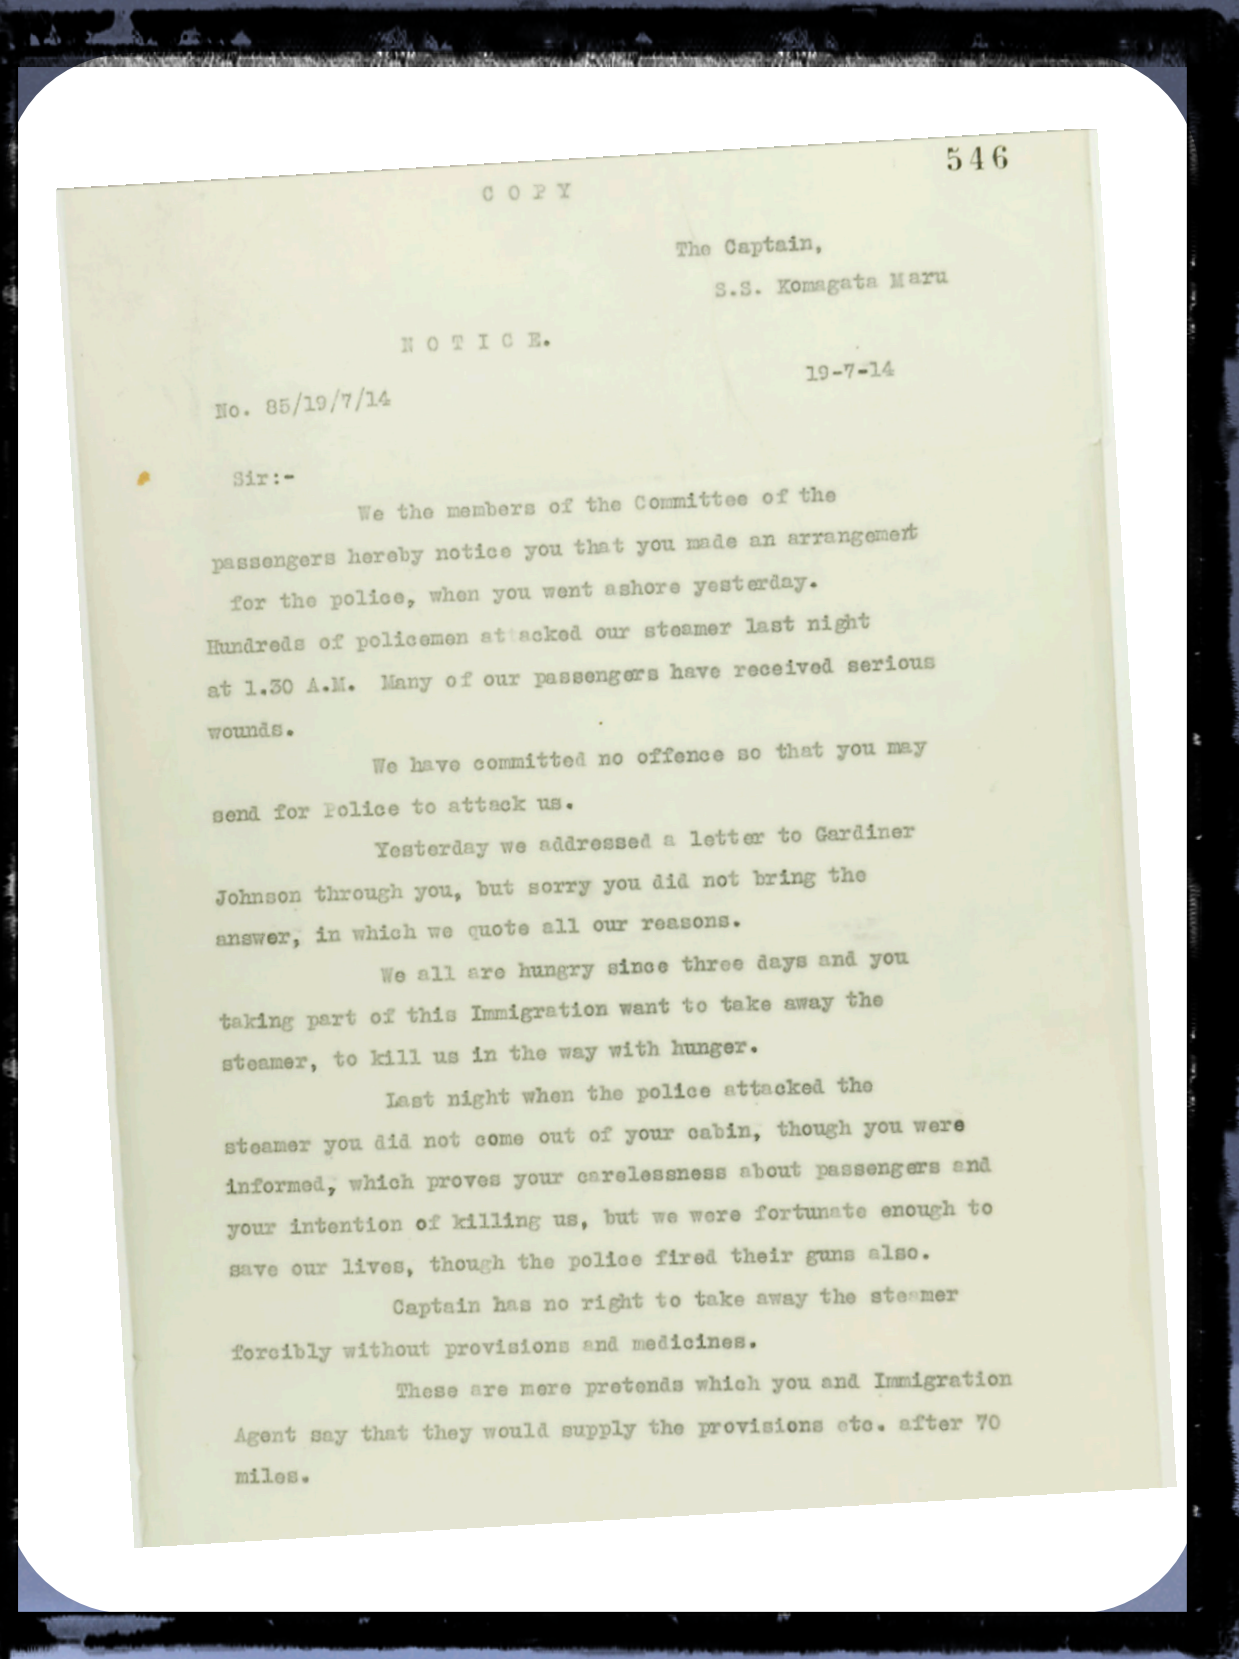 546
C O P Y
The Captain,
S.S. Komagata Maru
N O T I C E.
19-7-14
No. 85/19/7/14
Sir:-
We the members of the Committee of the
passengers hereby notice you that you made an arrangement
for the police, when you went ashore yesterday.
Hundreds of policemen attacked our steamer last night
at 1.30 A.M. Many of our passengers have received serious
wounds.
We have committed no offence so that you may
send for Police to attack us.
Yesterday we addressed a letter to Gardiner
Johnson through you, but sorry you did not bring the
answer, in which we quote all our reasons.
We all are hungry since three days and you
taking part of this Immigration want to take away the
steamer, to kill us in the way with hunger.
Last night when the police attacked the
steamer you did not come out of your cabin, though you were
informed, which proves your carelessness about passengers and
your intention of killing us, but we were fortunate enough to
save our lives, though the police fired their guns also.
Captain has no right to take away the steamer
forcibly without provisions and medicines.
These are mere pretends which you and Immigration
Agent say that they would supply the provisions etc. after 70
miles.